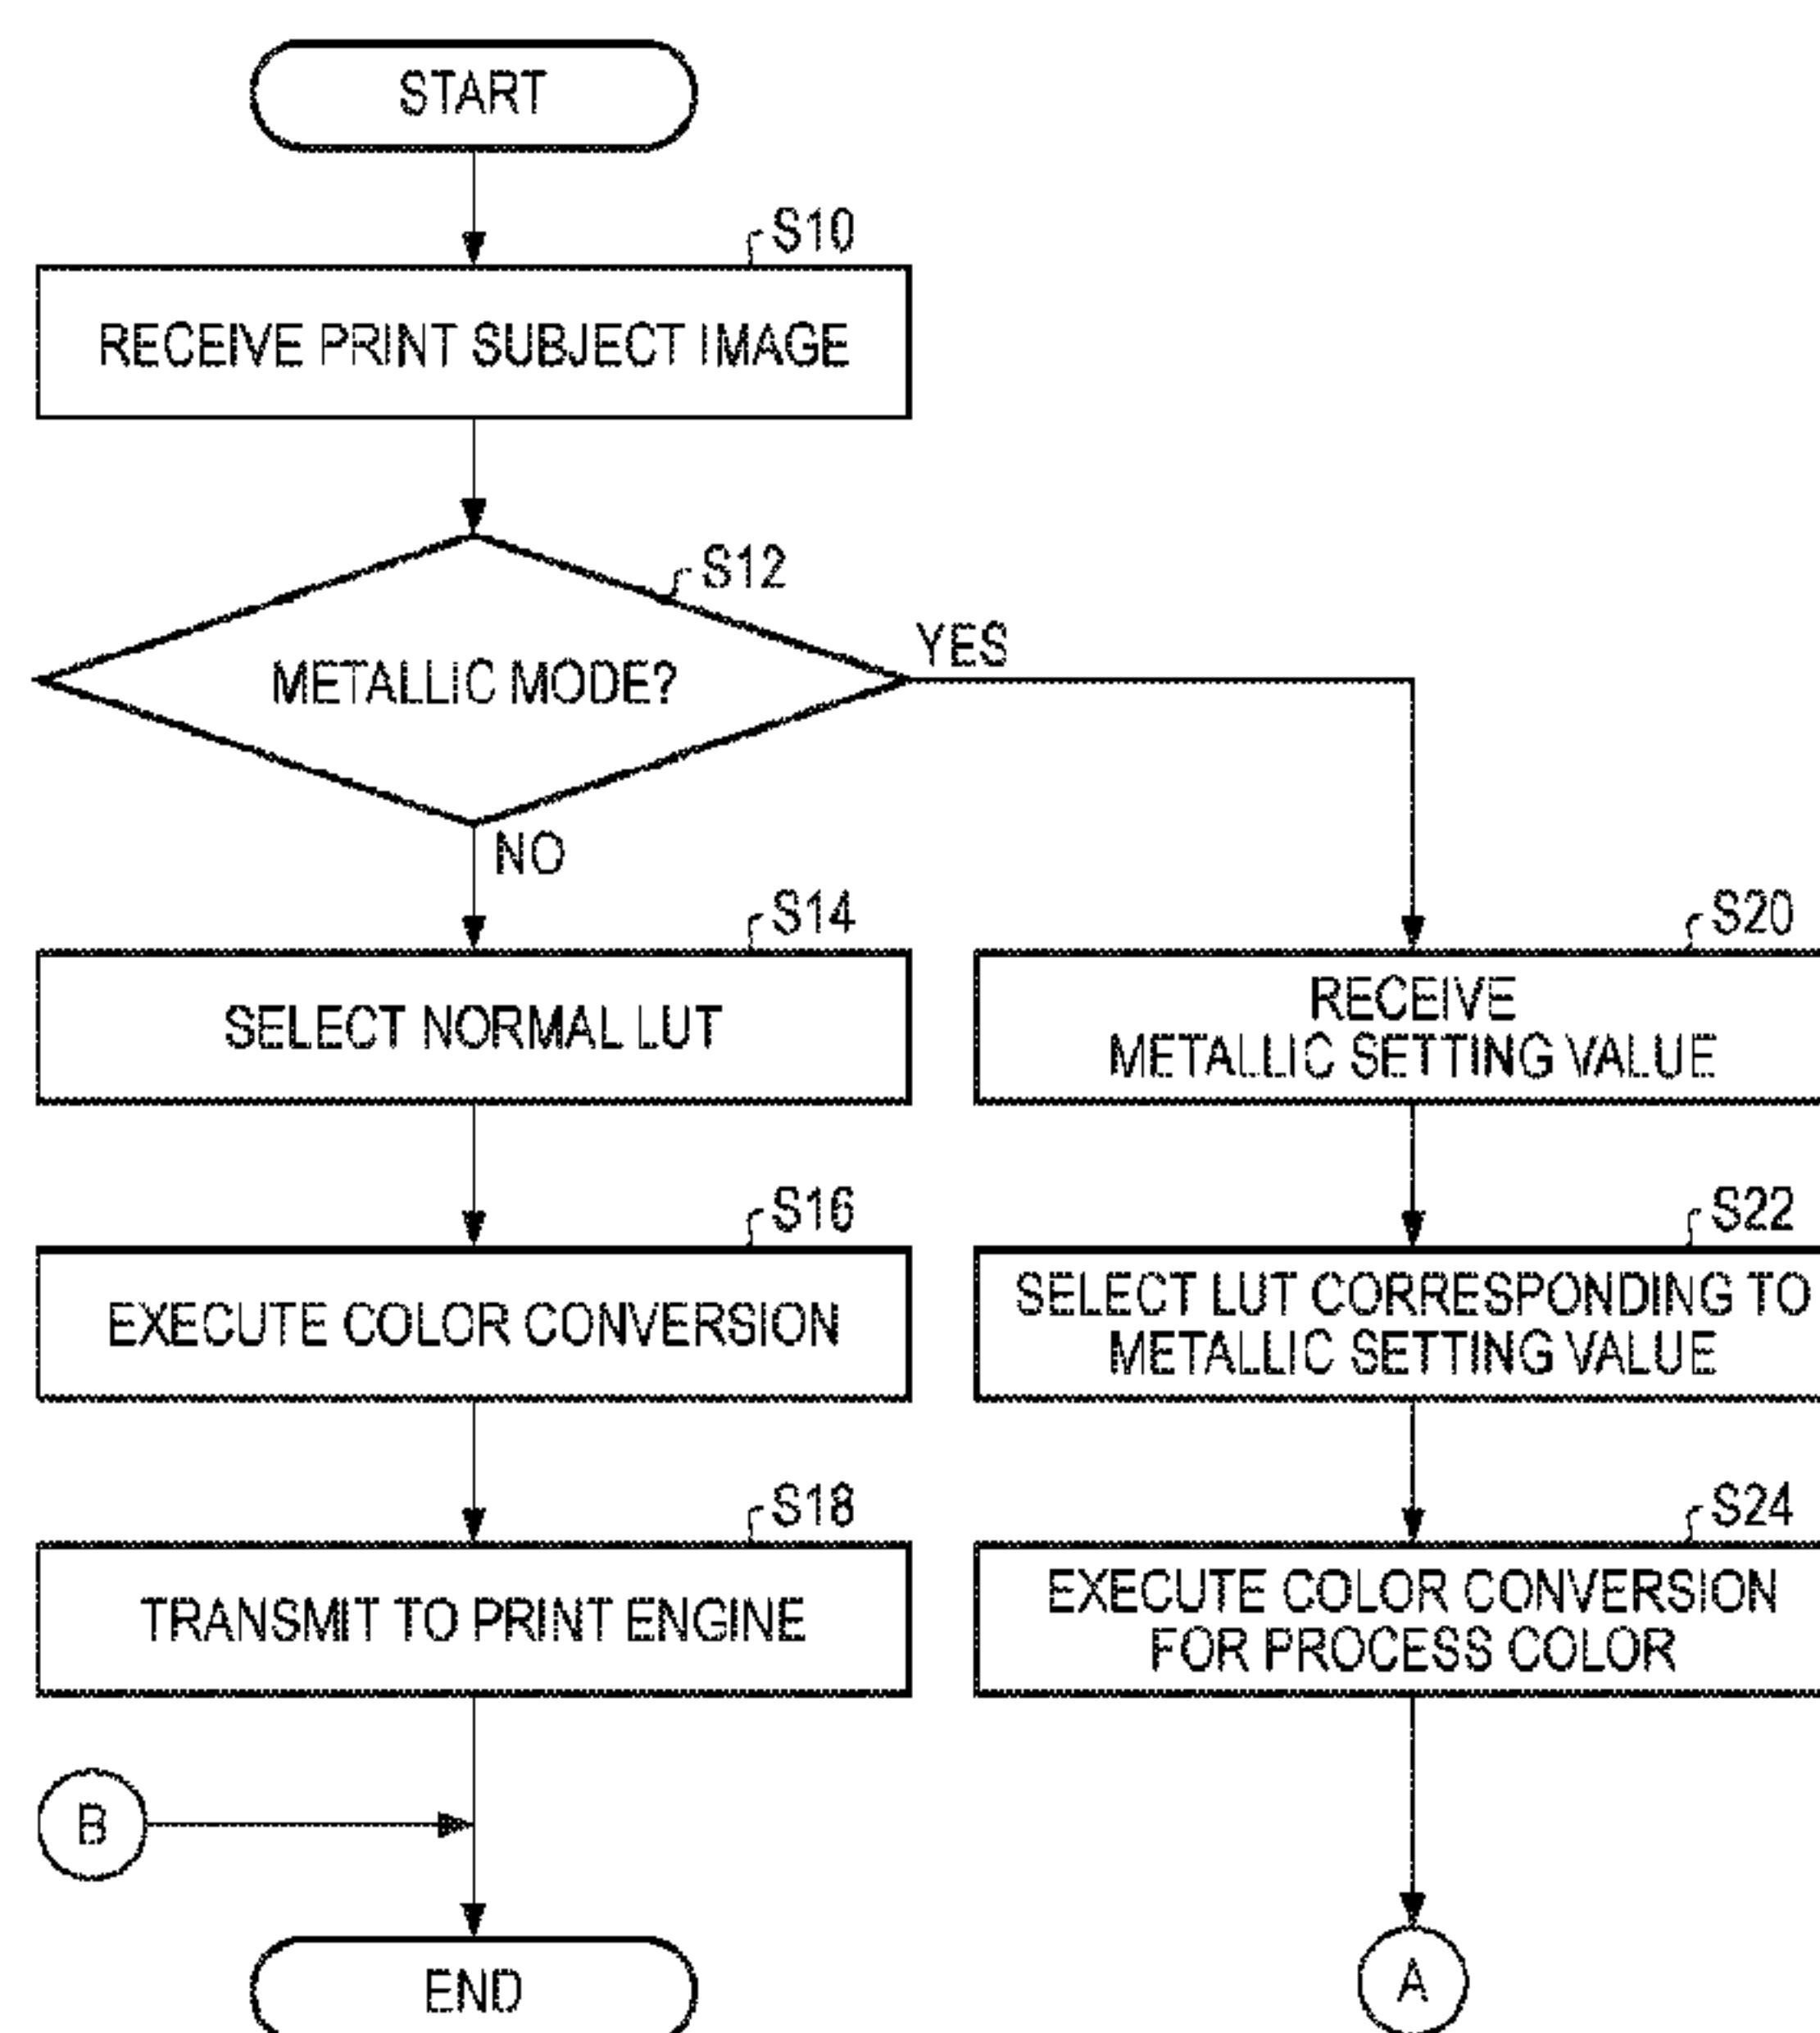 START
S10
RECEIVE PRINT SUBJECT IMAGE
S12
METALLIC MODE?
YES
NO
S14
SELECT NORMAL LUT
S16
EXECUTE COLOR CONVERSION
S18
TRANSMIT TO PRINT ENGINE
B
END
S20
RECEIVE
METALLIC SETTING VALUE
S22
SELECT LUT CORRESPONDING TO
METALLIC SETTING VALUE
S24
EXECUTE COLOR CONVERSION
FOR PROCESS COLOR
A